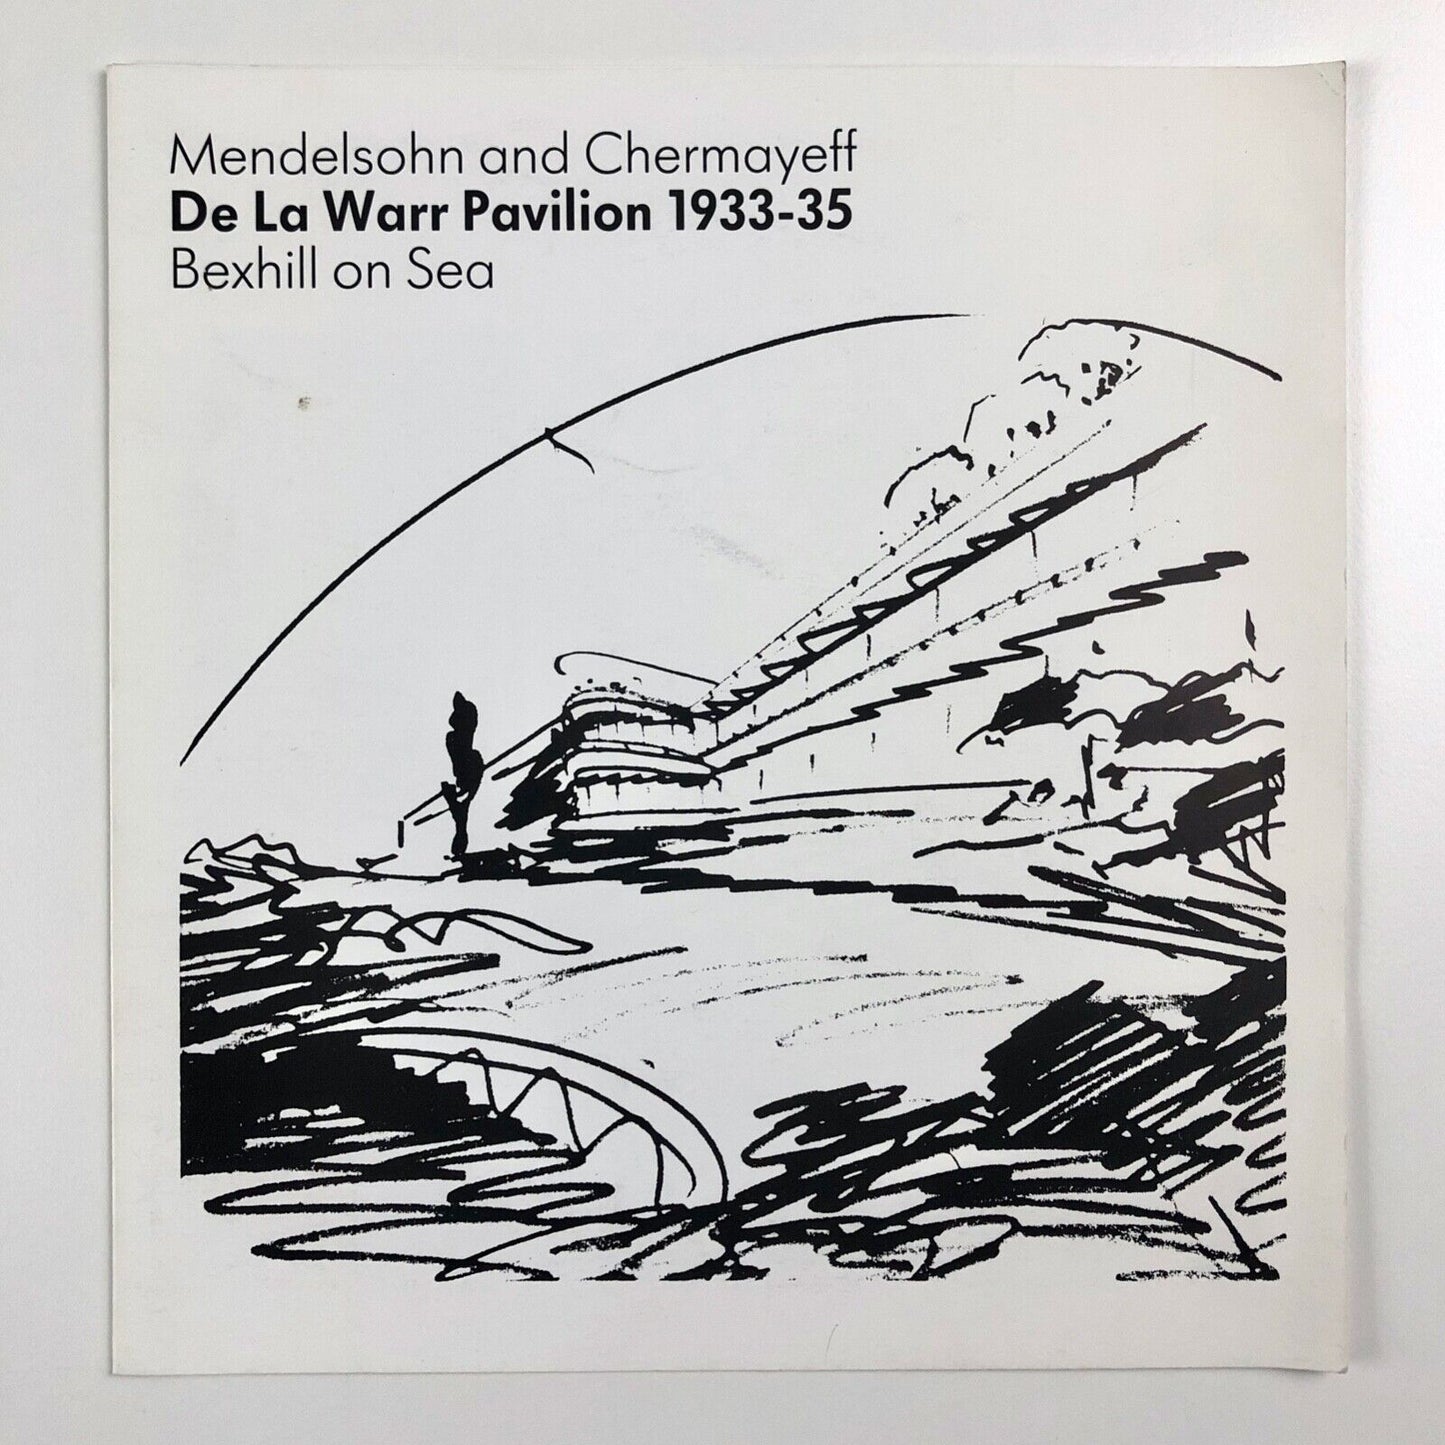 Mendelsohn and Chermayeff
De La Warr Pavilion 1933-35
Bexhill on Sea